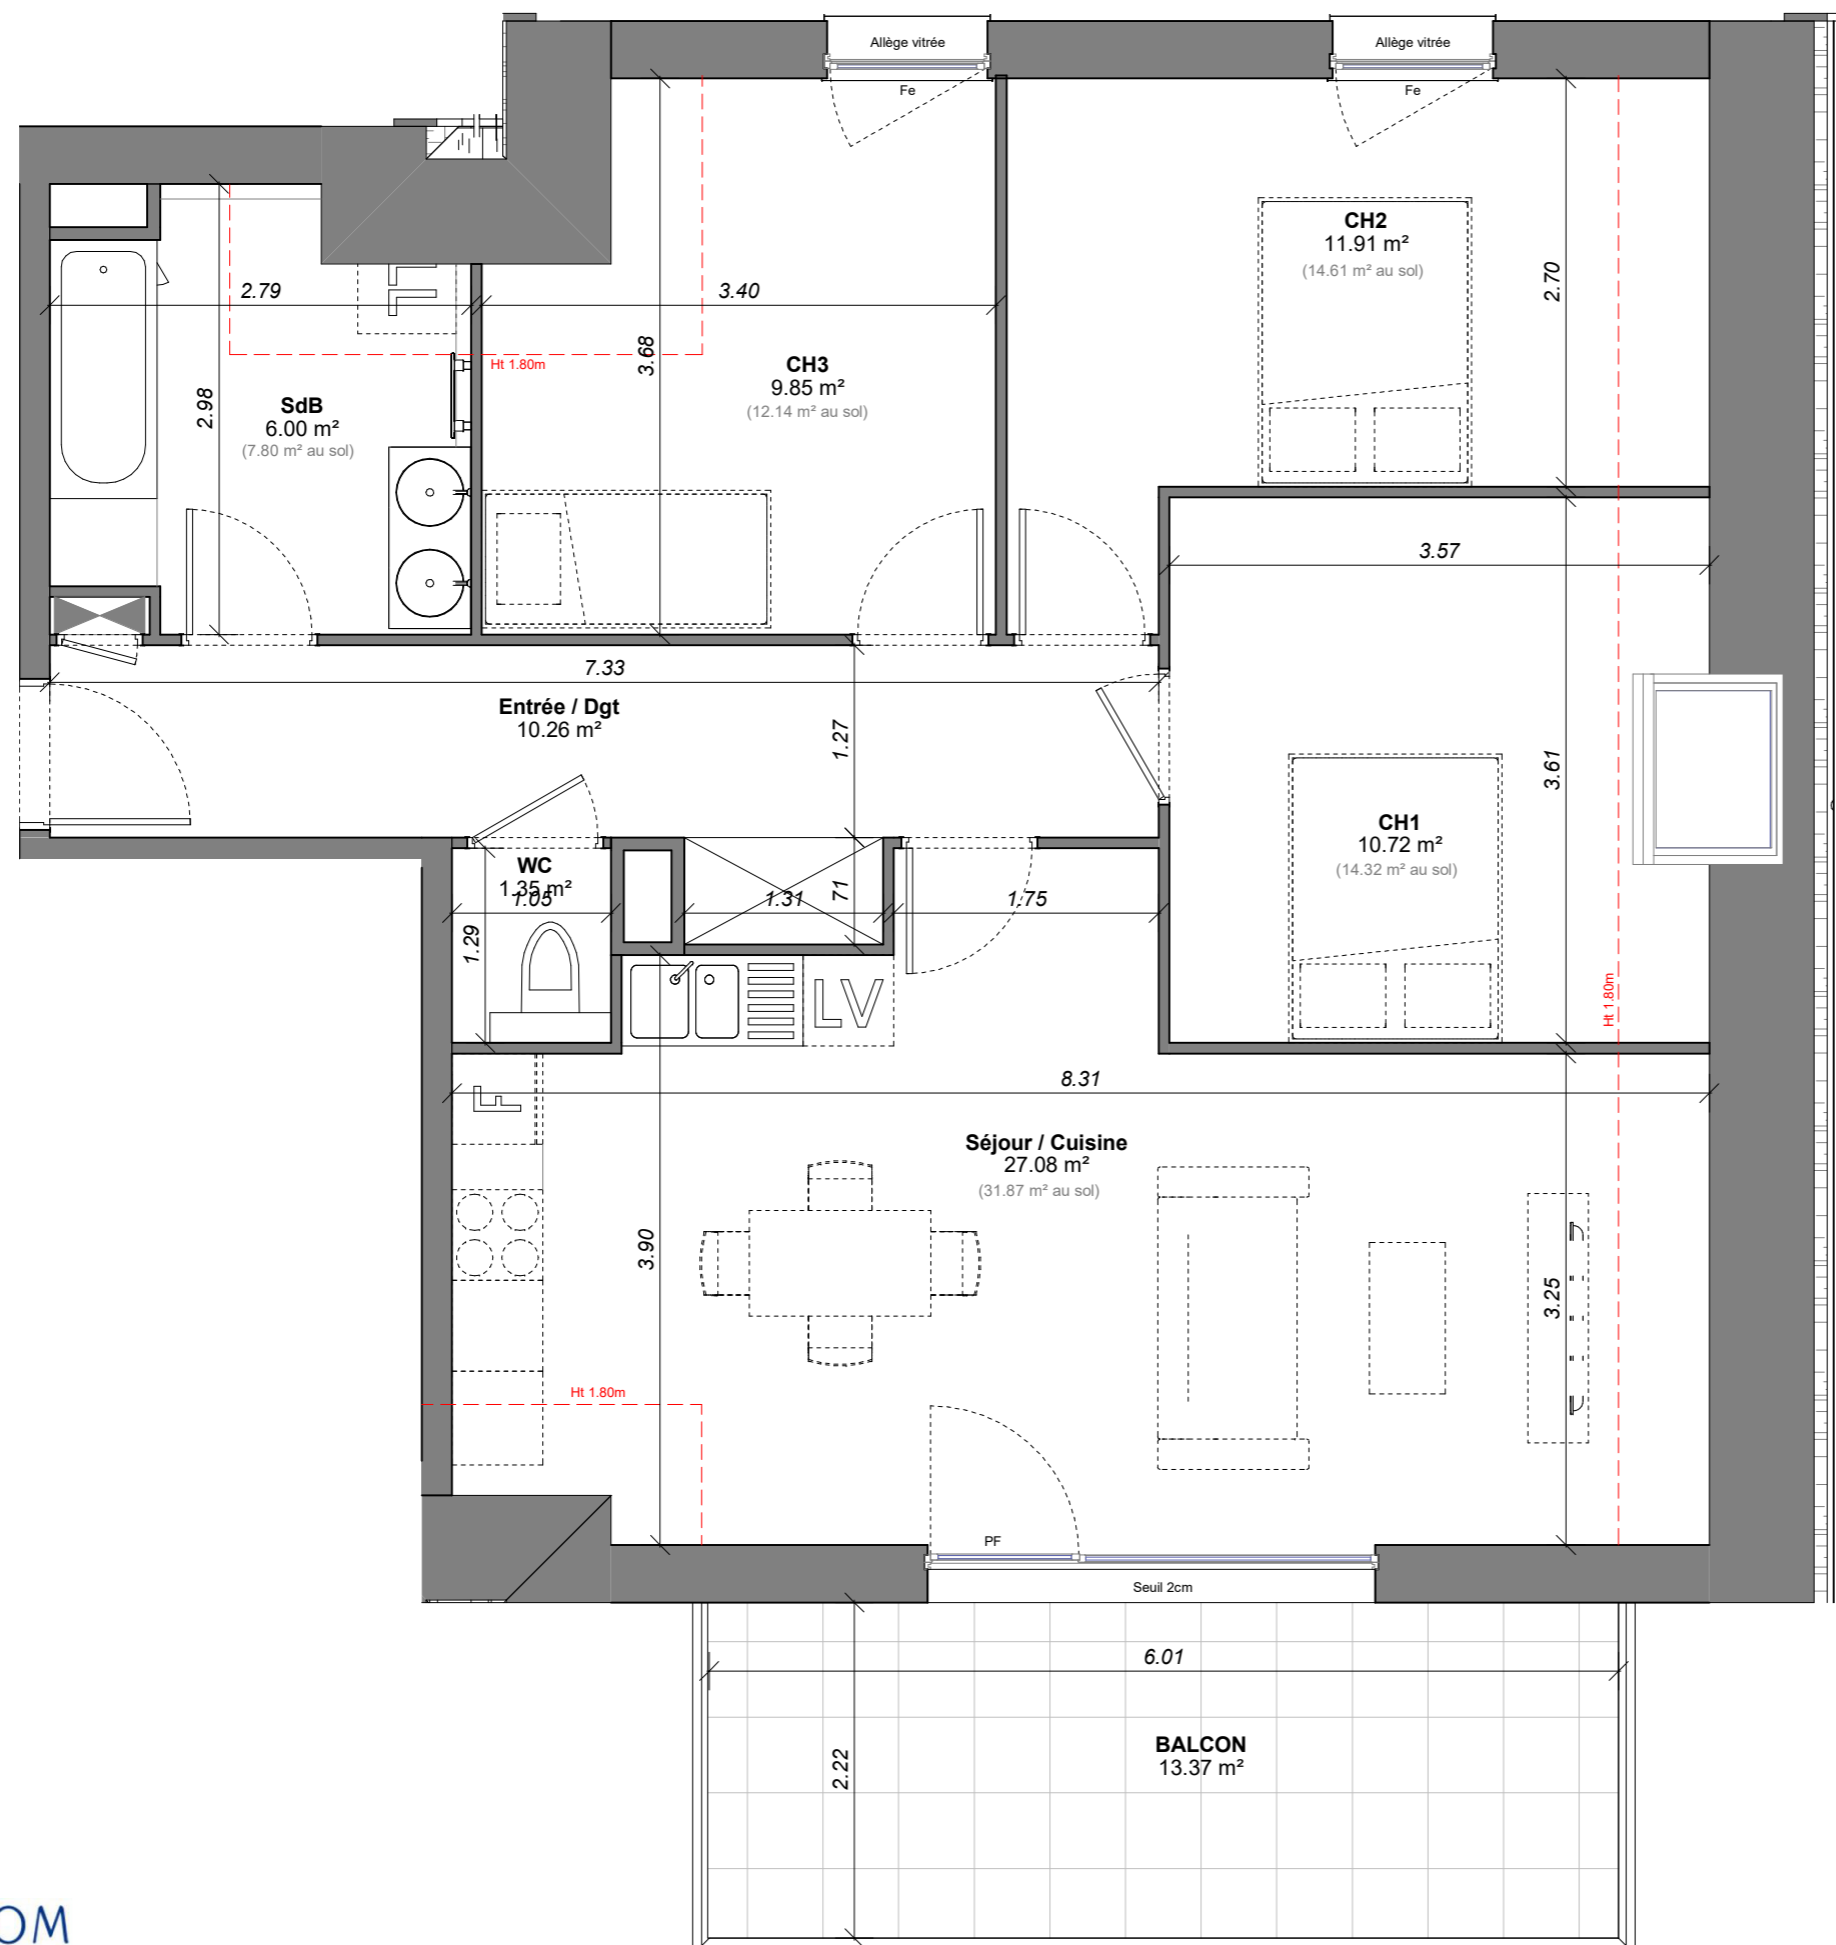 Allège vitrée
Allège vitrée
Fe
Fe
CH2
11.91 m²
(14.61 m² au sol)
2.70
2.79
LL
3.40
3.68
Ht 1.80m
CH3
9.85 m²
(12.14 m² au sol)
2.98
SdB
6.00 m²
(7.80 m² au sol)
3.57
7.33
Entrée / Dgt
10.26 m²
1.27
3.61
CH1
10.72 m²
(14.32 m² au sol)
WC
1.35 m²
1.05
1.31
71
1.75
1.29
LV
Ht 1.80m
F
8.31
Séjour / Cuisine
27.08 m²
(31.87 m² au sol)
3.90
3.25
Ht 1.80m
PF
Seuil 2cm
6.01
BALCON
13.37 m²
2.22
OM